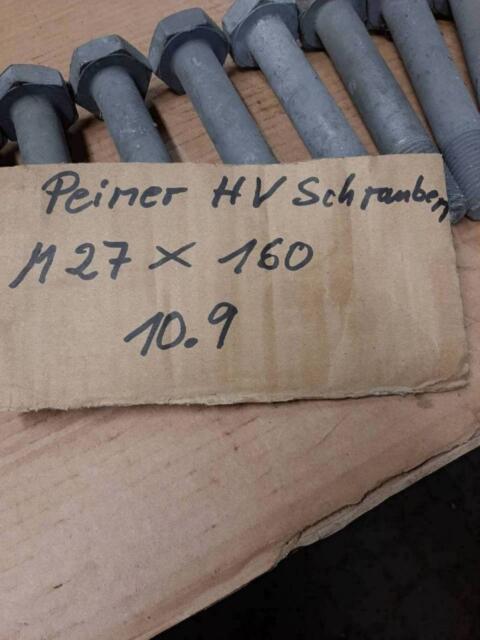 Peiner HV Schrauben
M27 x 160
10.9